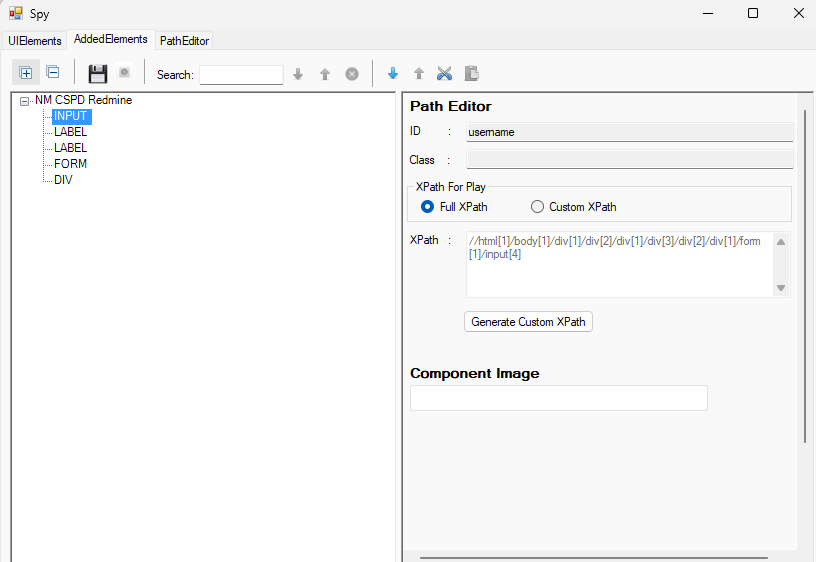 Spy
UIElements AddedElements PathEditor
Search:
NM CSPD Redmine
INPUT
LABEL
LABEL
FORM
DIV
Path Editor
ID : username
Class :
XPath For Play
Full XPath Custom XPath
XPath : //html[1]/body[1]/div[1]/div[2]/div[1]/div[3]/div[2]/div[1]/form
[1]/input[4]
Generate Custom XPath
Component Image